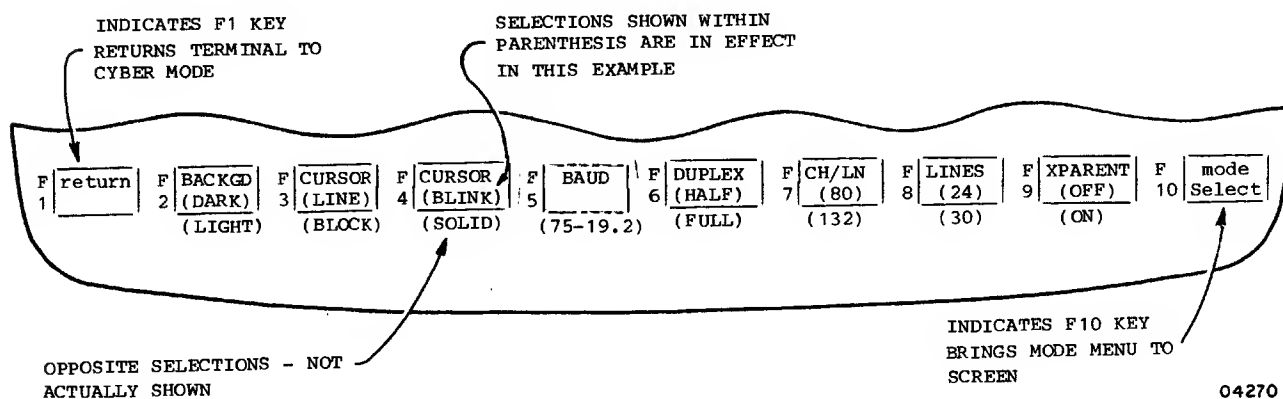 INDICATES F1 KEY
RETURNS TERMINAL TO
CYBER MODE
SELECTIONS SHOWN WITHIN
PARENTHESIS ARE IN EFFECT
IN THIS EXAMPLE
F return F BACKGD F CURSOR F CURSOR F BAUD F DUPLEX F CH/LN F LINES F XPARENT F mode
1 2 (DARK) 3 (LINE) 4 (BLINK) 5 6 (HALF) 7 (80) 8 (24) 9 (OFF) 10 Select
(LIGHT) (BLOCK) (SOLID) (75-19.2) (FULL) (132) (30) (ON)
OPPOSITE SELECTIONS - NOT
ACTUALLY SHOWN
INDICATES F10 KEY
BRINGS MODE MENU TO
SCREEN
04270